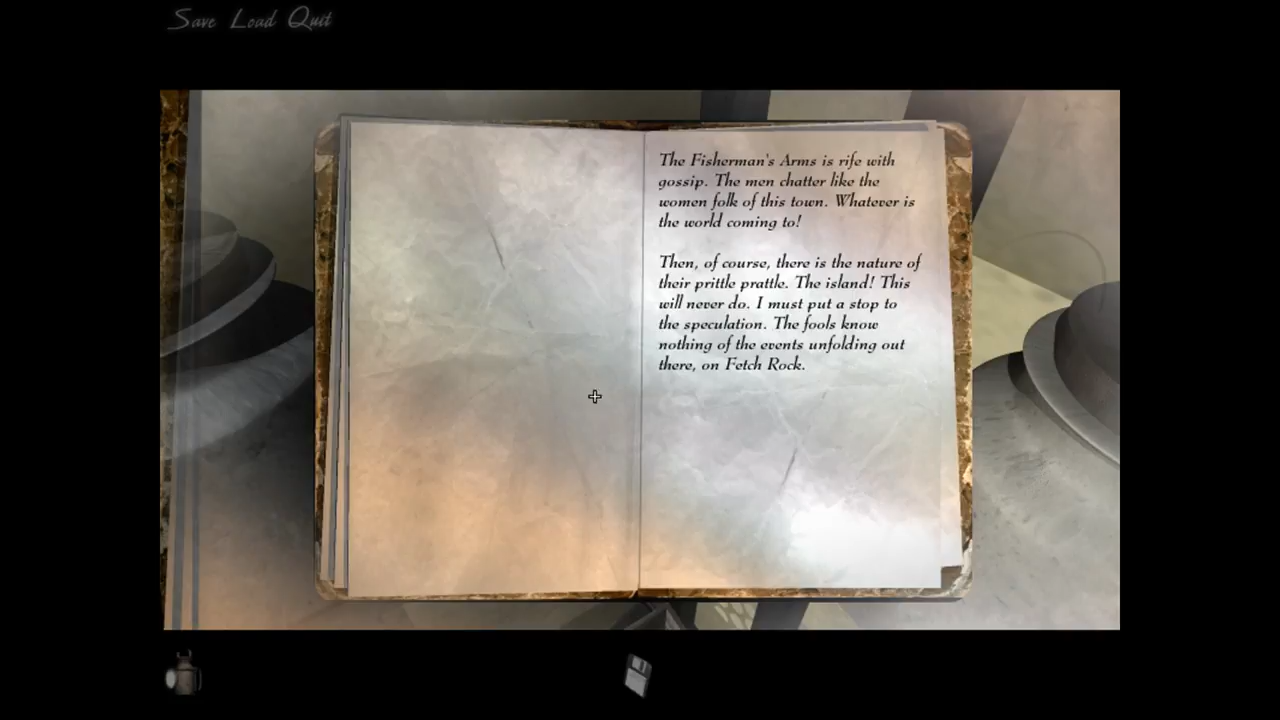 Save Load Quit
The Fisherman's Arms is rife with
gossip. The men chatter like the
women folk of this town. Whatever is
the world coming to!
Then, of course, there is the nature of
their prittle prattle. The island! This
will never do. I must put a stop to
the speculation. The fools know
nothing of the events unfolding out
there, on Fetch Rock.